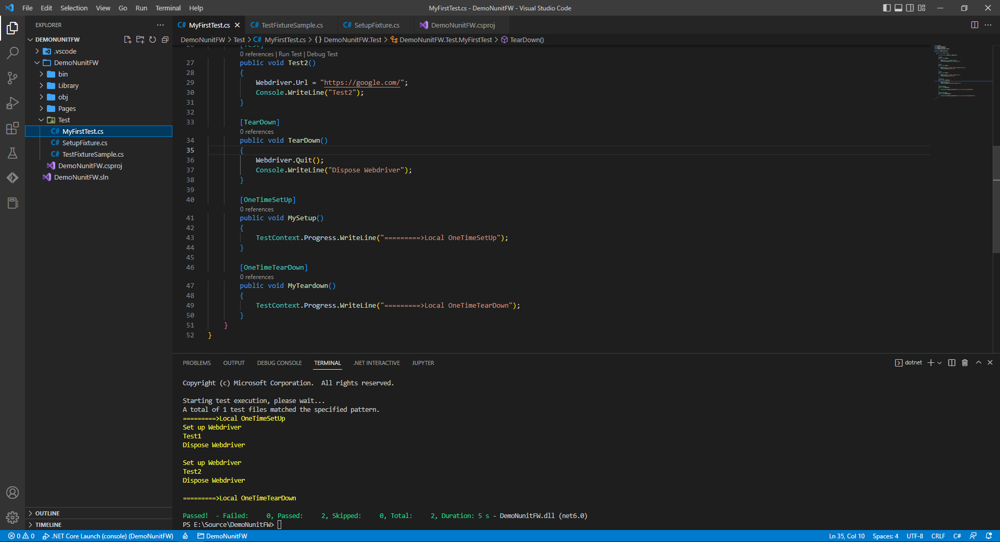 File Edit Selection View Go Run Terminal Help
MyFirstTest.cs - DemoNunitFW - Visual Studio Code
EXPLORER
DEMONUNITFW
.vscode
DemoNunitFW
bin
Library
obj
Pages
Test
C# MyFirstTest.cs
C# SetupFixture.cs
C# TestFixtureSample.cs
DemoNunitFW.csproj
DemoNunitFW.sln
OUTLINE
TIMELINE
C# MyFirstTest.cs C# TestFixtureSample.cs C# SetupFixture.cs DemoNunitFW.csproj
DemoNunitFW > Test > C# MyFirstTest.cs > {} DemoNunitFW.Test > DemoNunitFW.Test.MyFirstTest > TearDown()
26 [Test]
0 references | Run Test | Debug Test
27 public void Test2()
28 {
29 Webdriver.Url = "https://google.com/";
30 Console.WriteLine("Test2");
31 }
32
33 [TearDown]
0 references
34 public void TearDown()
35 {
36 Webdriver.Quit();
37 Console.WriteLine("Dispose Webdriver");
38 }
39
40 [OneTimeSetUp]
0 references
41 public void MySetup()
42 {
43 TestContext.Progress.WriteLine("=========>Local OneTimeSetUp");
44 }
45
46 [OneTimeTearDown]
0 references
47 public void MyTeardown()
48 {
49 TestContext.Progress.WriteLine("=========>Local OneTimeTearDown");
50 }
51 }
52 }
PROBLEMS OUTPUT DEBUG CONSOLE TERMINAL .NET INTERACTIVE JUPYTER
dotnet
Copyright (c) Microsoft Corporation.  All rights reserved.
Starting test execution, please wait...
A total of 1 test files matched the specified pattern.
=========>Local OneTimeSetUp
Set up Webdriver
Test1
Dispose Webdriver
Set up Webdriver
Test2
Dispose Webdriver
=========>Local OneTimeTearDown
Passed!  - Failed:     0, Passed:     2, Skipped:     0, Total:     2, Duration: 5 s - DemoNunitFW.dll (net6.0)
PS E:\Source\DemoNunitFW>
0 0 .NET Core Launch (console) (DemoNunitFW) DemoNunitFW
Ln 35, Col 10 Spaces: 4 UTF-8 CRLF C#